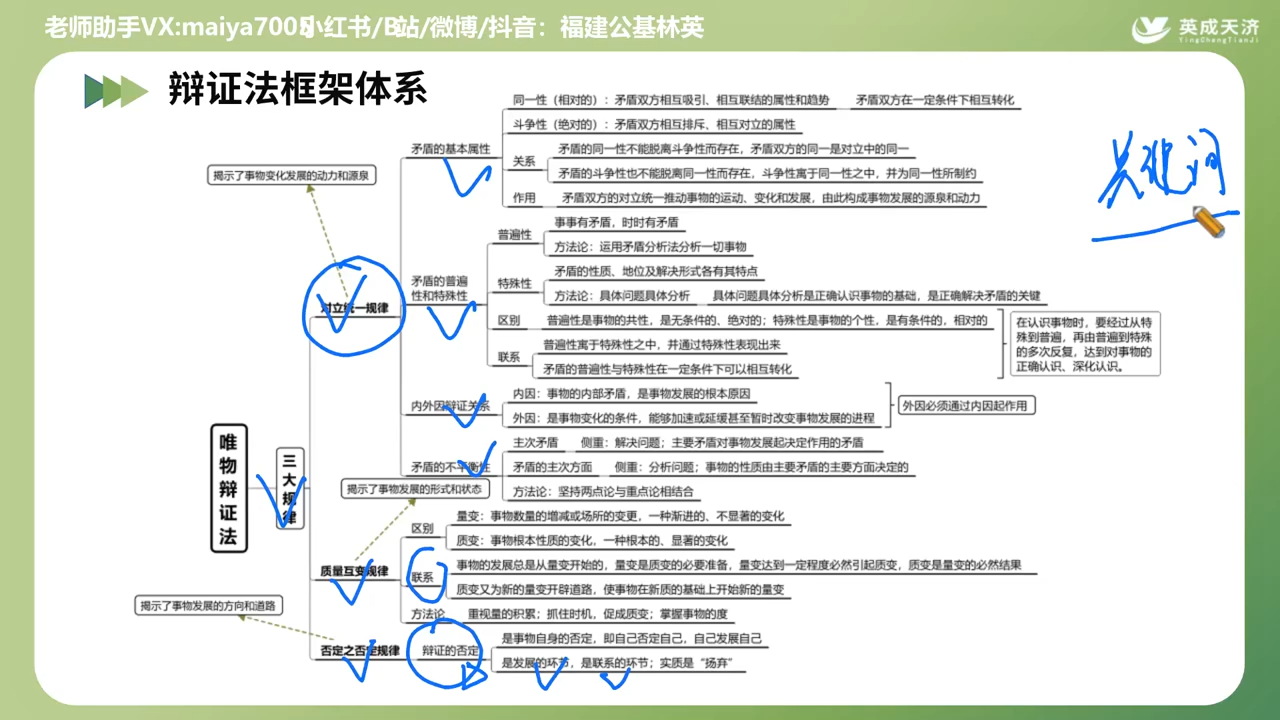 老师助手VX:maiya7005小红书/B站/微博/抖音：福建公基林英
英成天济
YingChengTianJi
辩证法框架体系
关键词
唯物辩证法
三大规律
揭示了事物变化发展的动力和源泉
对立统一规律
矛盾的基本属性
同一性（相对的）：矛盾双方相互吸引、相互联结的属性和趋势 矛盾双方在一定条件下相互转化
斗争性（绝对的）：矛盾双方相互排斥、相互对立的属性
关系
矛盾的同一性不能脱离斗争性而存在，矛盾双方的同一是对立中的同一
矛盾的斗争性也不能脱离同一性而存在，斗争性寓于同一性之中，并为同一性所制约
作用 矛盾双方的对立统一推动事物的运动、变化和发展，由此构成事物发展的源泉和动力
矛盾的普遍
性和特殊性
普遍性
事事有矛盾，时时有矛盾
方法论：运用矛盾分析法分析一切事物
特殊性
矛盾的性质、地位及解决形式各有其特点
方法论：具体问题具体分析 具体问题具体分析是正确认识事物的基础，是正确解决矛盾的关键
区别 普遍性是事物的共性，是无条件的、绝对的；特殊性是事物的个性，是有条件的，相对的
联系
普遍性寓于特殊性之中，并通过特殊性表现出来
矛盾的普遍性与特殊性在一定条件下可以相互转化
在认识事物时，要经过从特
殊到普遍，再由普遍到特殊
的多次反复，达到对事物的
正确认识、深化认识。
内外因辩证关系
内因：事物的内部矛盾，是事物发展的根本原因
外因：是事物变化的条件，能够加速或延缓甚至暂时改变事物发展的进程
外因必须通过内因起作用
矛盾的不平衡性
主次矛盾 侧重：解决问题；主要矛盾对事物发展起决定作用的矛盾
矛盾的主次方面 侧重：分析问题；事物的性质由主要矛盾的主要方面决定的
方法论：坚持两点论与重点论相结合
揭示了事物发展的形式和状态
质量互变规律
区别
量变：事物数量的增减或场所的变更，一种渐进的、不显著的变化
质变：事物根本性质的变化，一种根本的、显著的变化
联系
事物的发展总是从量变开始的，量变是质变的必要准备，量变达到一定程度必然引起质变，质变是量变的必然结果
质变又为新的量变开辟道路，使事物在新质的基础上开始新的量变
方法论 重视量的积累；抓住时机，促成质变；掌握事物的度
揭示了事物发展的方向和道路
否定之否定规律
辩证的否定
是事物自身的否定，即自己否定自己，自己发展自己
是发展的环节，是联系的环节；实质是“扬弃”